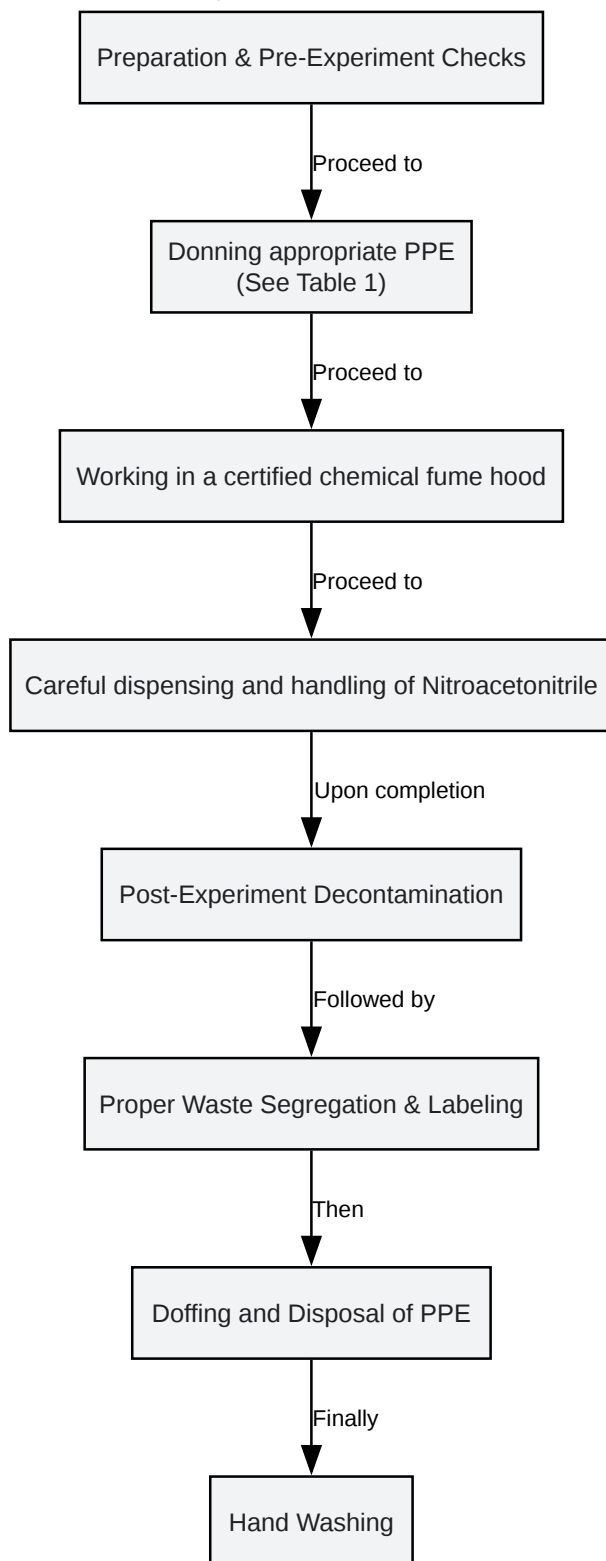 Preparation & Pre-Experiment Checks
Proceed to
Donning appropriate PPE
(See Table 1)
Proceed to
Working in a certified chemical fume hood
Proceed to
Careful dispensing and handling of Nitroacetonitrile
Upon completion
Post-Experiment Decontamination
Followed by
Proper Waste Segregation & Labeling
Then
Doffing and Disposal of PPE
Finally
Hand Washing